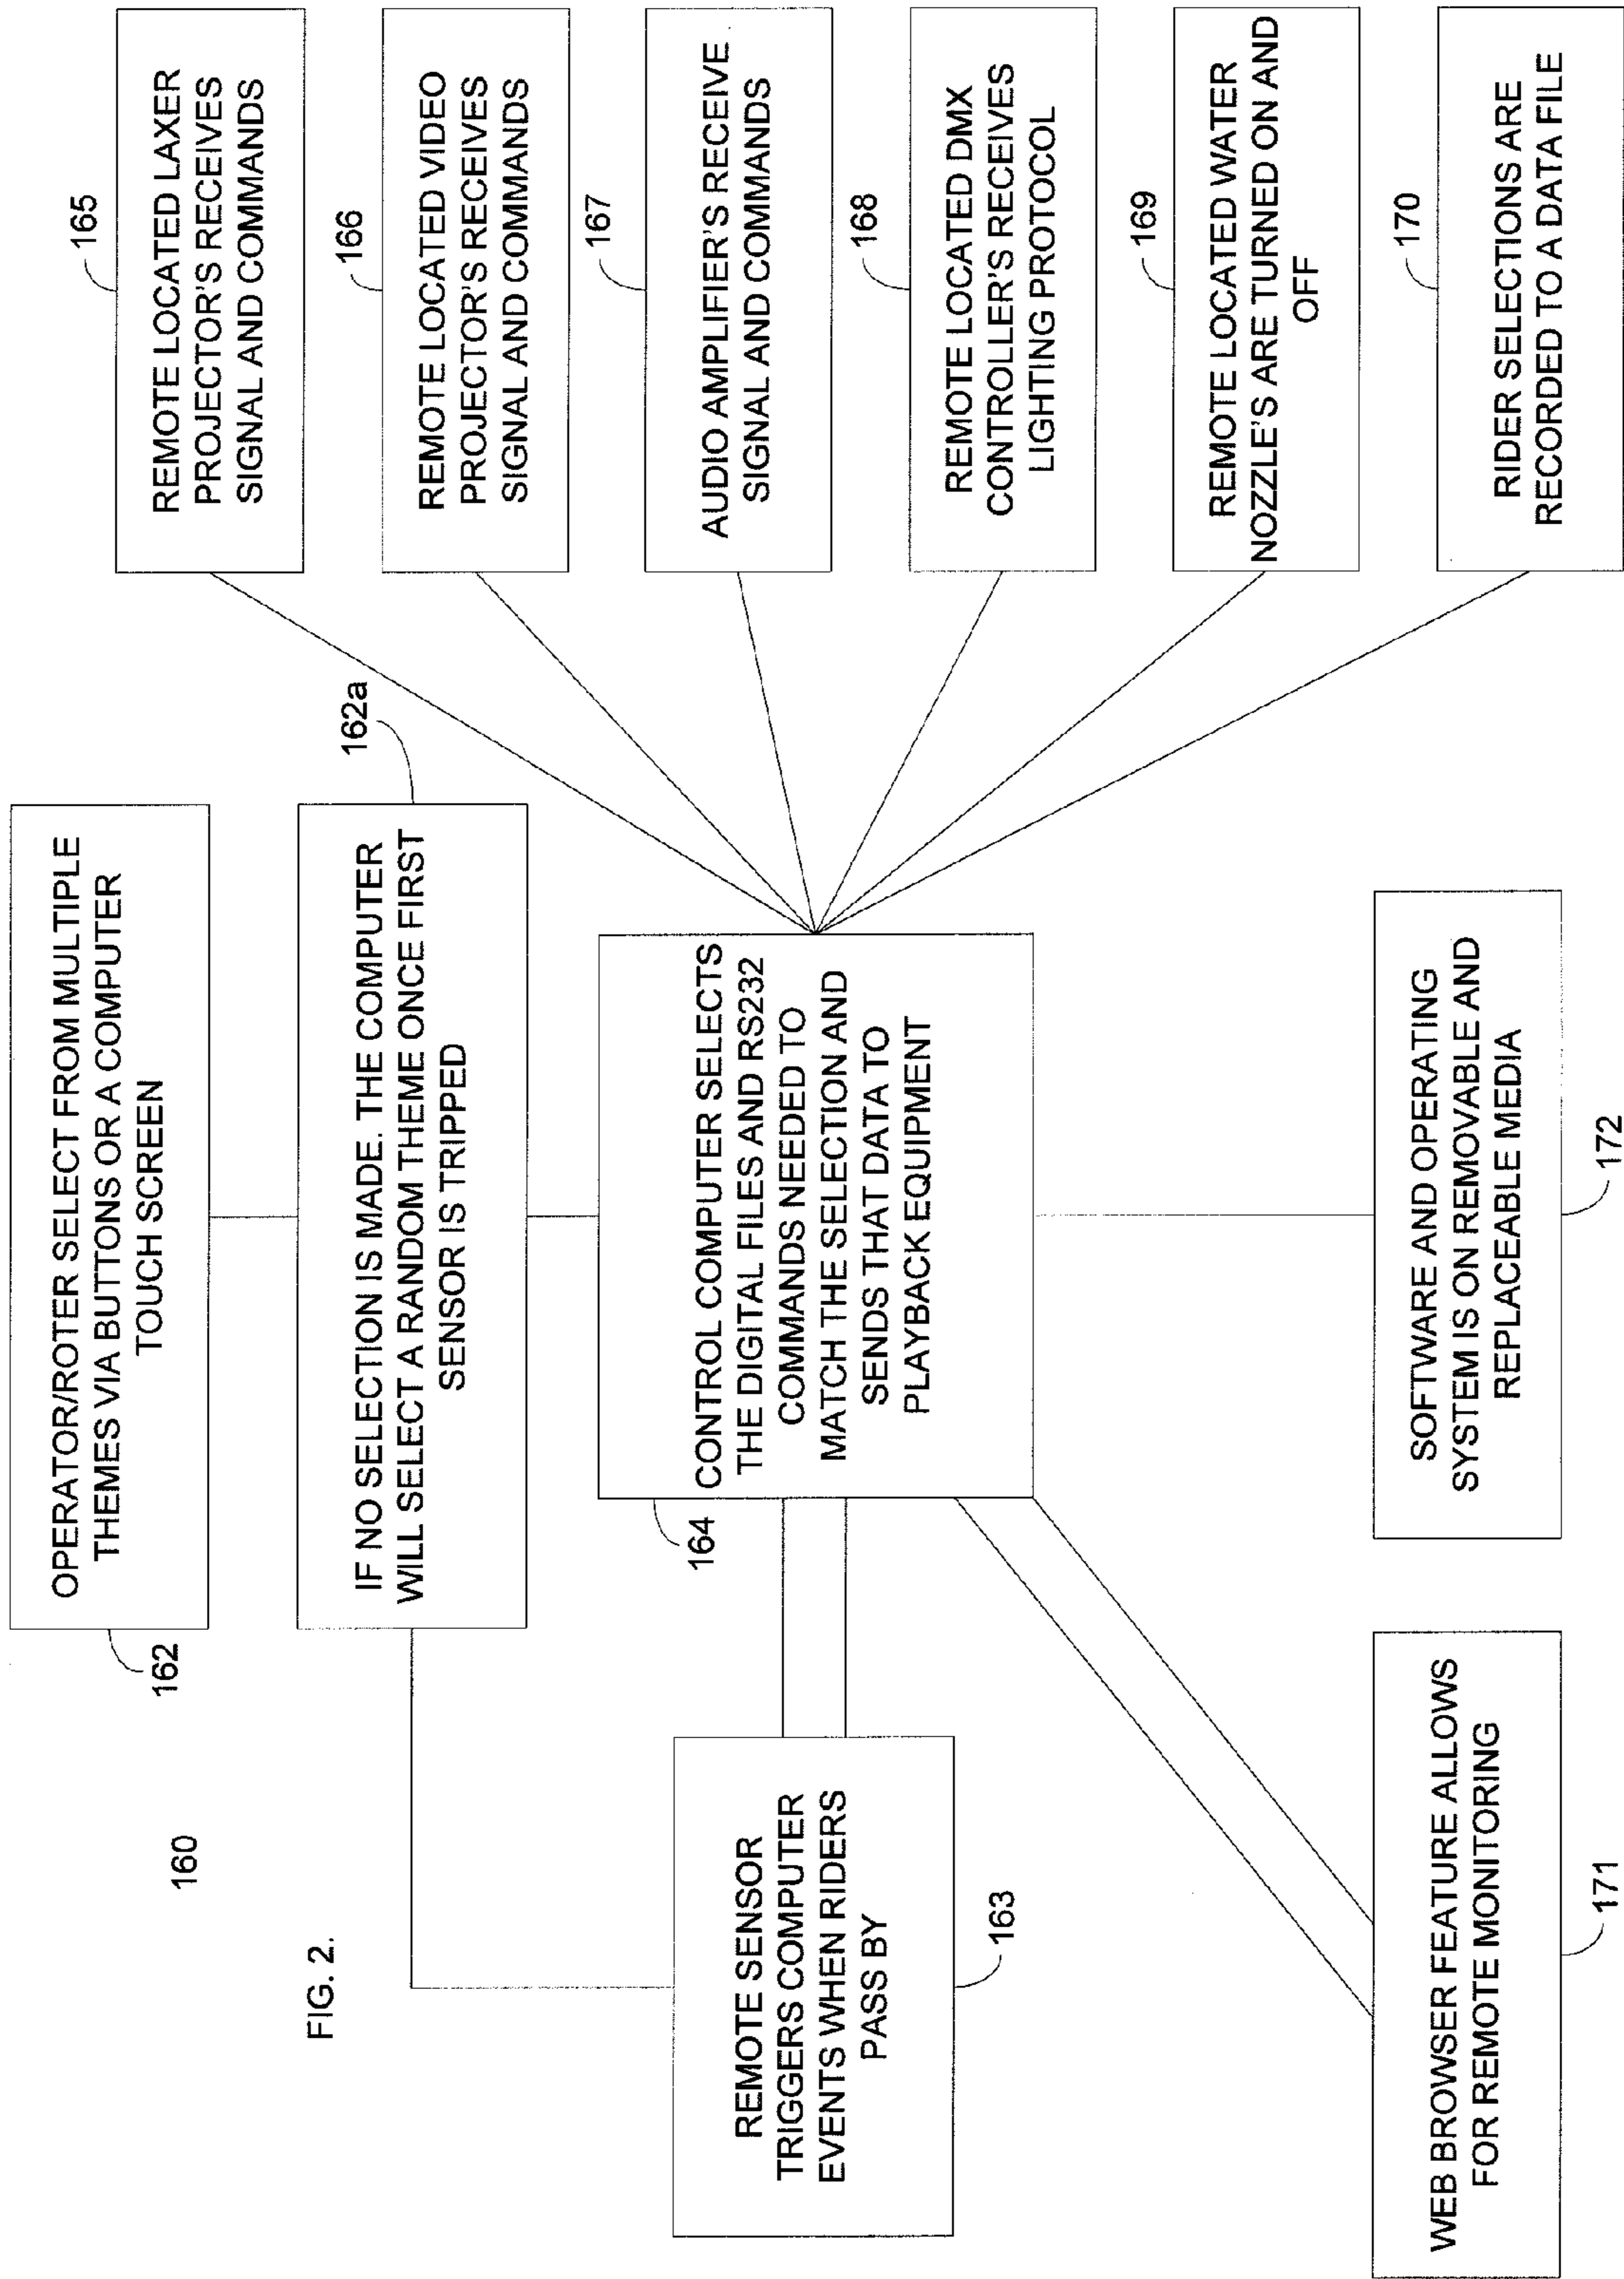 FIG. 2.
160
OPERATOR/ROTER SELECT FROM MULTIPLE
THEMES VIA BUTTONS OR A COMPUTER
TOUCH SCREEN
162
IF NO SELECTION IS MADE. THE COMPUTER
WILL SELECT A RANDOM THEME ONCE FIRST
SENSOR IS TRIPPED
162a
REMOTE SENSOR
TRIGGERS COMPUTER
EVENTS WHEN RIDERS
PASS BY
163
CONTROL COMPUTER SELECTS
THE DIGITAL FILES AND RS232
COMMANDS NEEDED TO
MATCH THE SELECTION AND
SENDS THAT DATA TO
PLAYBACK EQUIPMENT
164
REMOTE LOCATED LAXER
PROJECTOR'S RECEIVES
SIGNAL AND COMMANDS
165
REMOTE LOCATED VIDEO
PROJECTOR'S RECEIVES
SIGNAL AND COMMANDS
166
AUDIO AMPLIFIER'S RECEIVE
SIGNAL AND COMMANDS
167
REMOTE LOCATED DMX
CONTROLLER'S RECEIVES
LIGHTING PROTOCOL
168
REMOTE LOCATED WATER
NOZZLE'S ARE TURNED ON AND
OFF
169
RIDER SELECTIONS ARE
RECORDED TO A DATA FILE
170
WEB BROWSER FEATURE ALLOWS
FOR REMOTE MONITORING
171
SOFTWARE AND OPERATING
SYSTEM IS ON REMOVABLE AND
REPLACEABLE MEDIA
172